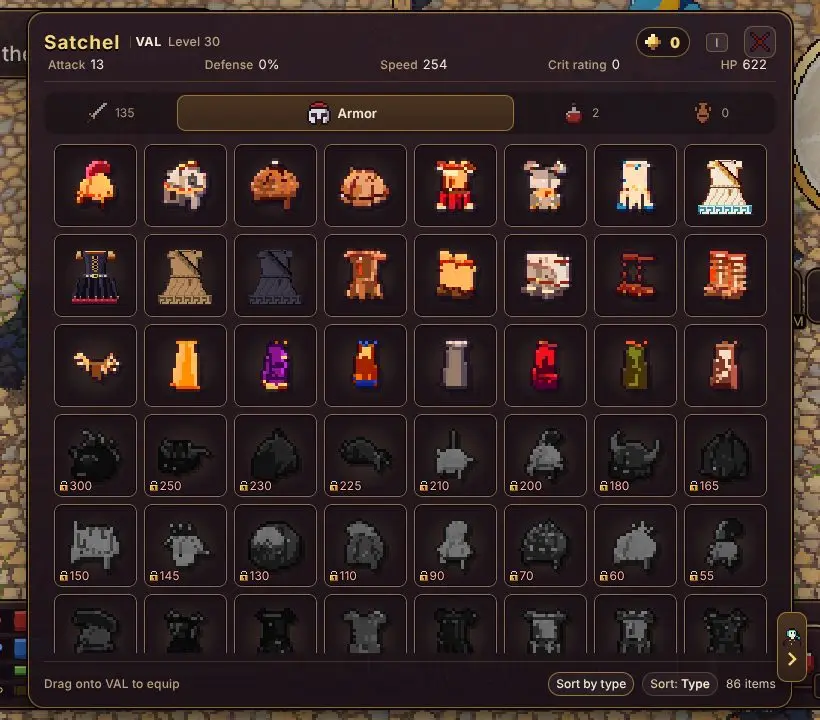 Satchel VAL Level 30 0 I
Attack 13 Defense 0% Speed 254 Crit rating 0 HP 622
the
135 Armor 2 0
M
300 250 230 225 210 200 180 165
150 145 130 110 90 70 60 55
Drag onto VAL to equip Sort by type Sort: Type 86 items